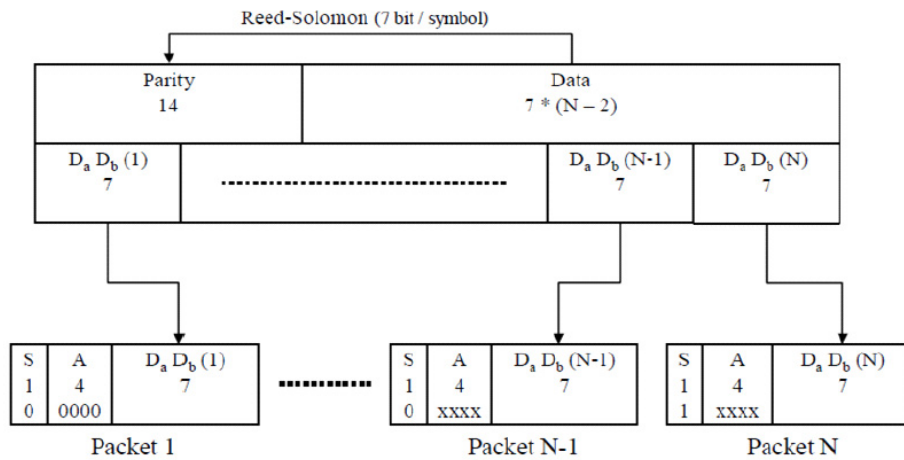 Reed-Solomon (7 bit / symbol)
Parity Data
14 7 * (N – 2)
Da Db (1) Da Db (N-1) Da Db (N)
7 7 7
S A Da Db (1) S A Da Db (N-1) S A Da Db (N)
1 4 7 1 4 7 1 4 7
0 0000 0 xxxx 1 xxxx
Packet 1 Packet N-1 Packet N